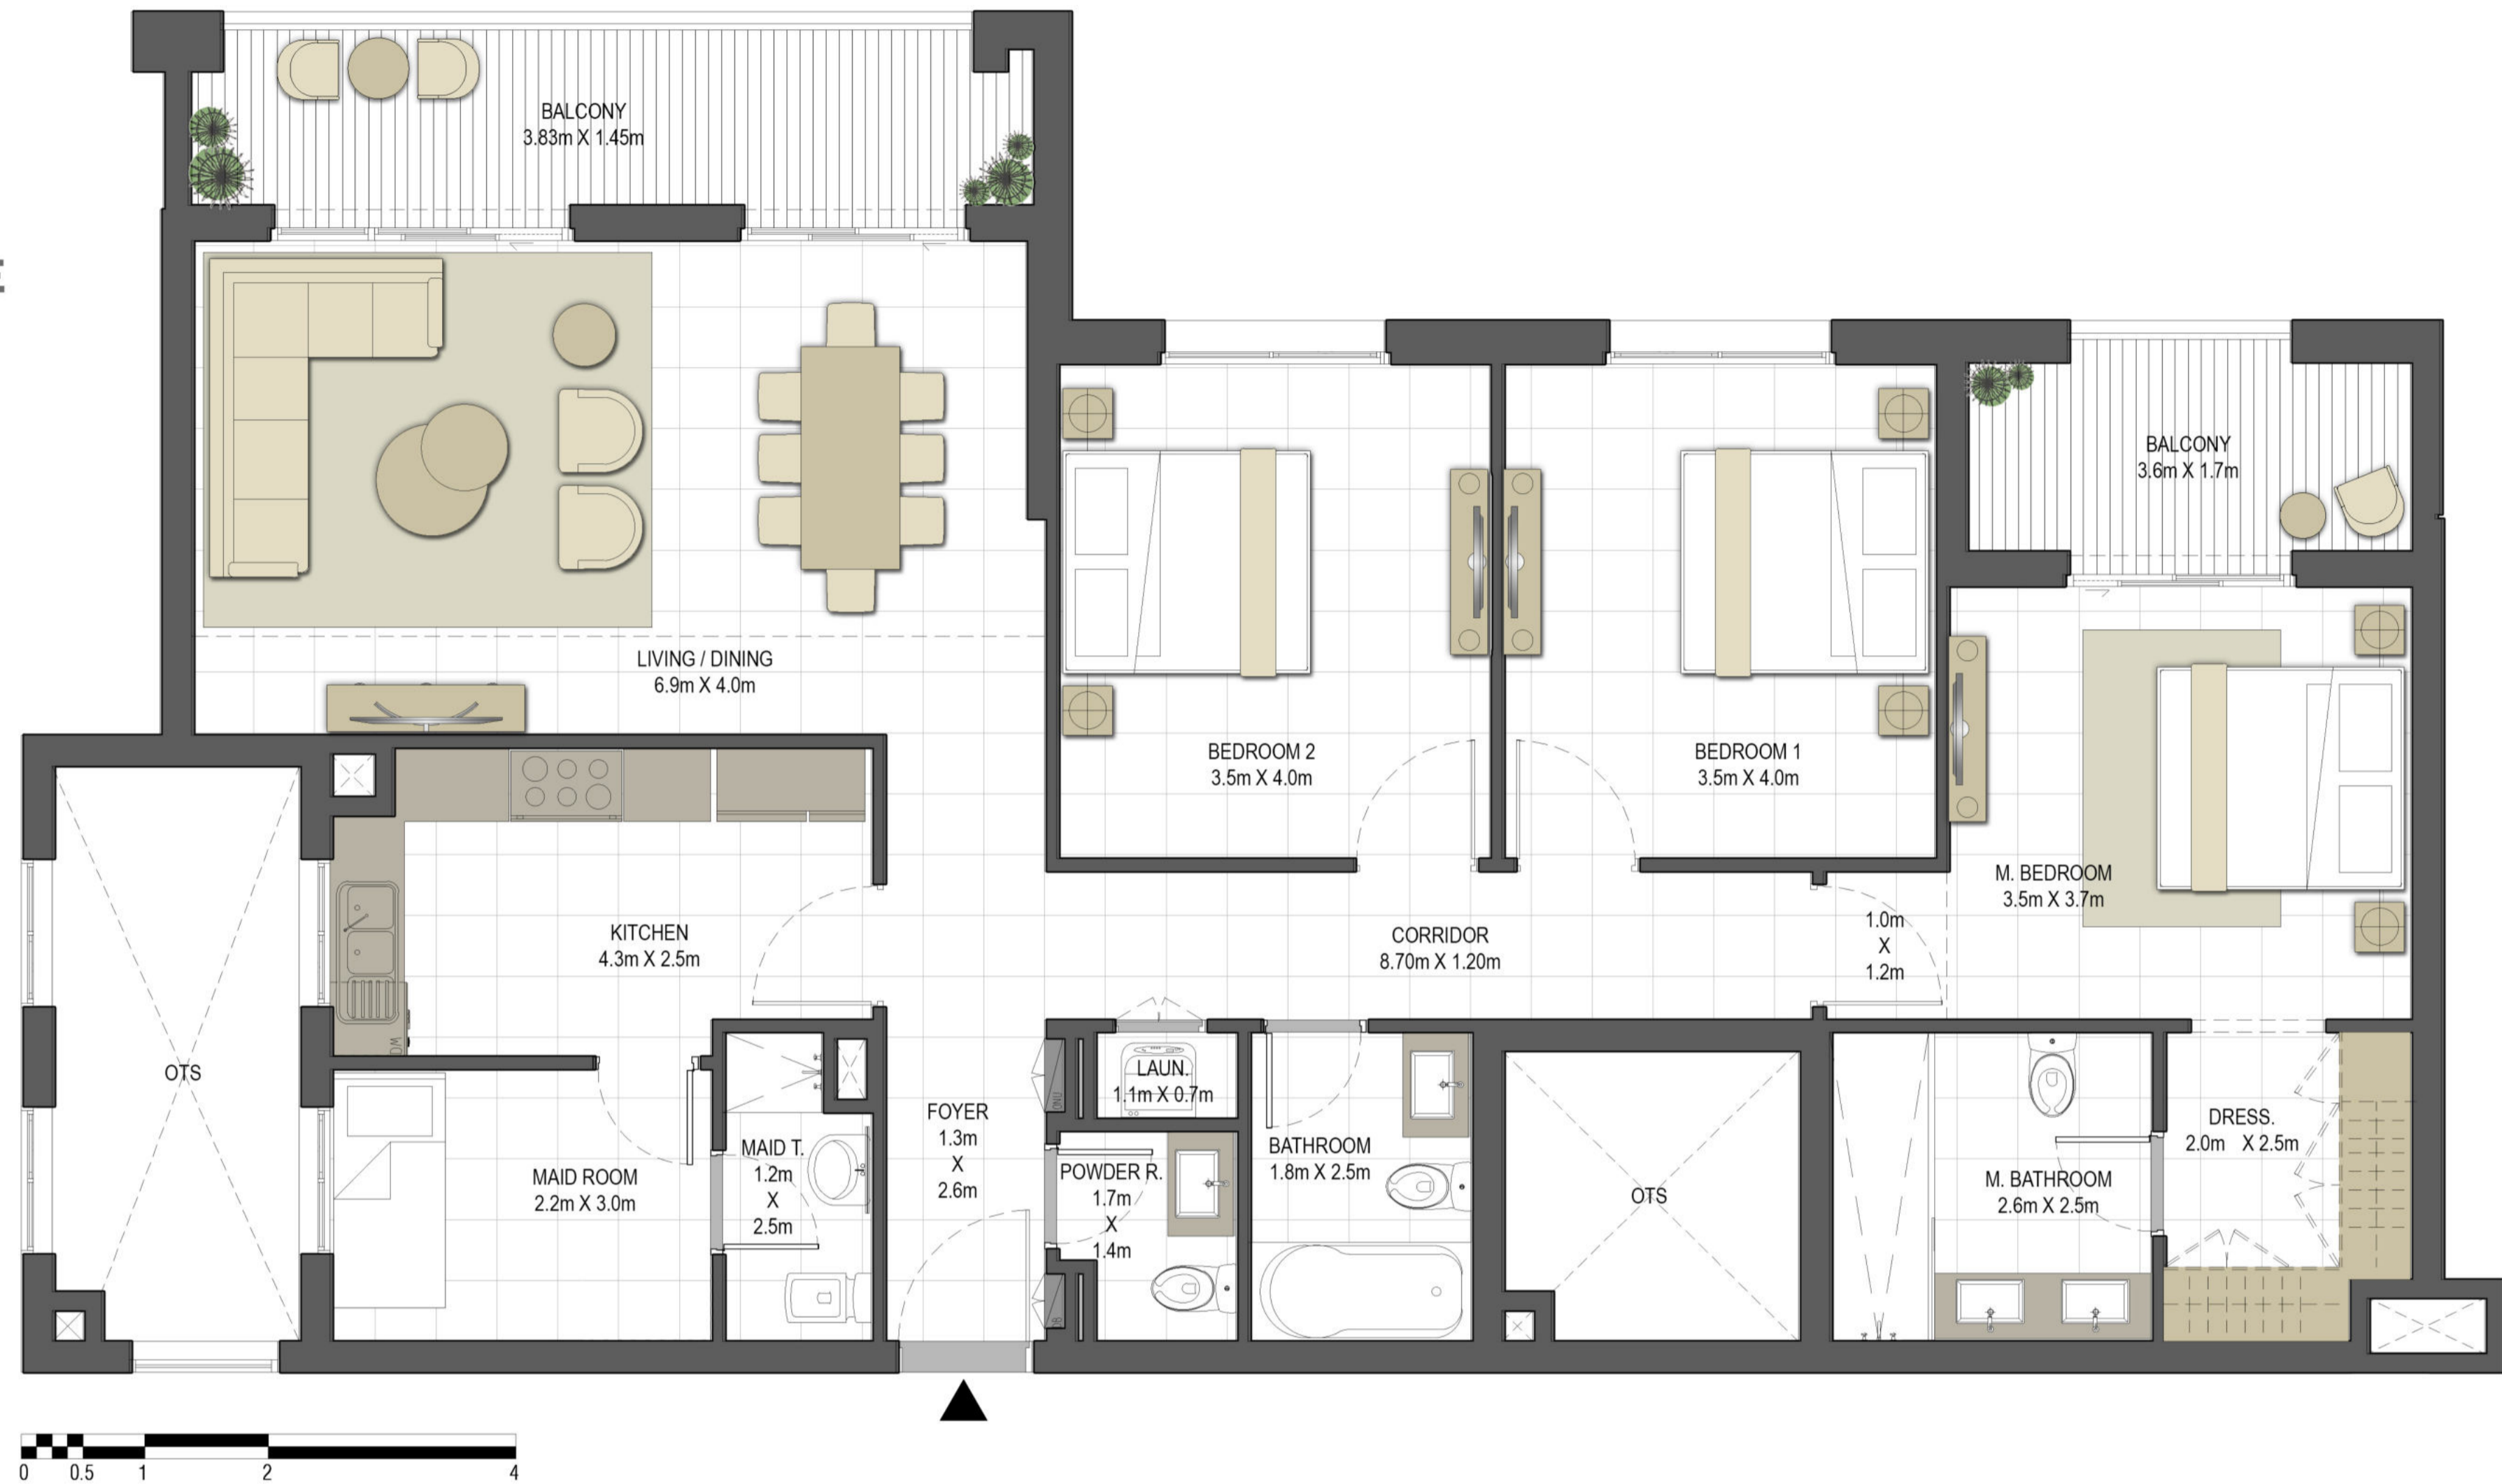 BALCONY
3.83m X 1.45m
BALCONY
3.6m X 1.7m
LIVING / DINING
6.9m X 4.0m
BEDROOM 2
3.5m X 4.0m
BEDROOM 1
3.5m X 4.0m
M. BEDROOM
3.5m X 3.7m
KITCHEN
4.3m X 2.5m
CORRIDOR
8.70m X 1.20m
1.0m
X
1.2m
OTS
LAUN.
1.1m X 0.7m
FOYER
1.3m
X
2.6m
MAID ROOM
2.2m X 3.0m
MAID T.
1.2m
X
2.5m
POWDER R.
1.7m
X
1.4m
BATHROOM
1.8m X 2.5m
OTS
M. BATHROOM
2.6m X 2.5m
DRESS.
2.0m X 2.5m
DB
0 0.5 1 2 4